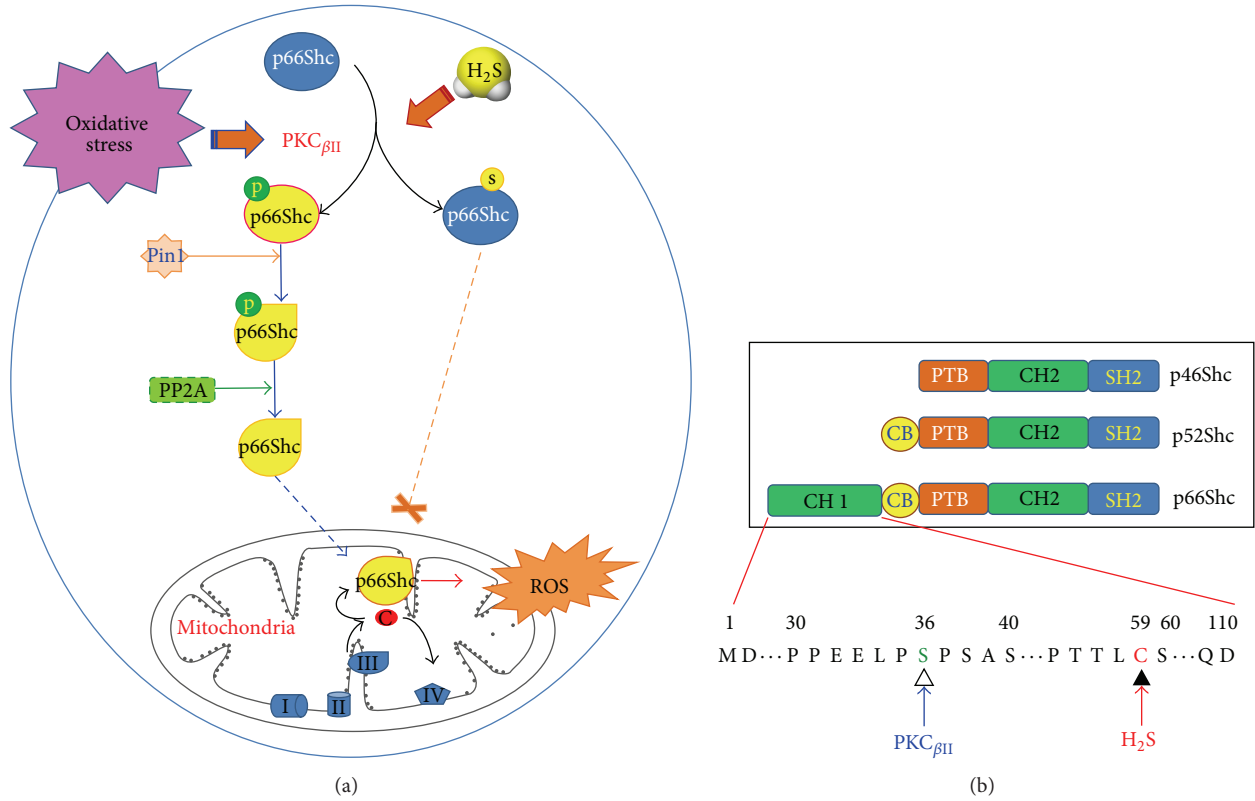 p66Shc
H₂S
Oxidative
stress
PKC_βII
p
p66Shc
s
p66Shc
Pin1
p
p66Shc
PP2A
p66Shc
p66Shc
C
ROS
Mitochondria
III
IV
I
II
(a)
PTB CH2 SH2 p46Shc
CB PTB CH2 SH2 p52Shc
CH 1 CB PTB CH2 SH2 p66Shc
1 30 36 40 59 60 110
M D ··· P P E E L P S P S A S ··· P T T L C S ··· Q D
PKC_βII H₂S
(b)